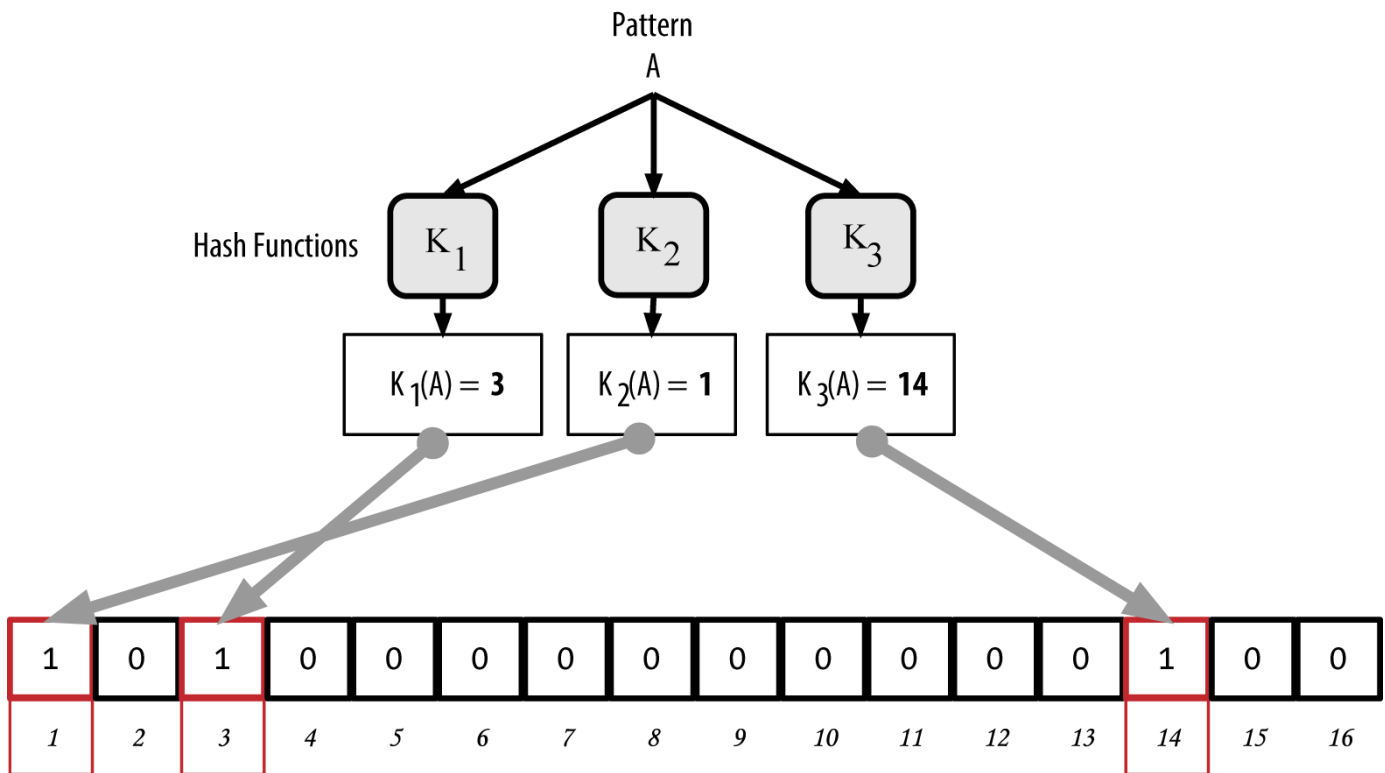 Pattern
A
Hash Functions
K1
K2
K3
K1(A) = 3
K2(A) = 1
K3(A) = 14
1 0 1 0 0 0 0 0 0 0 0 0 0 1 0 0
1 2 3 4 5 6 7 8 9 10 11 12 13 14 15 16